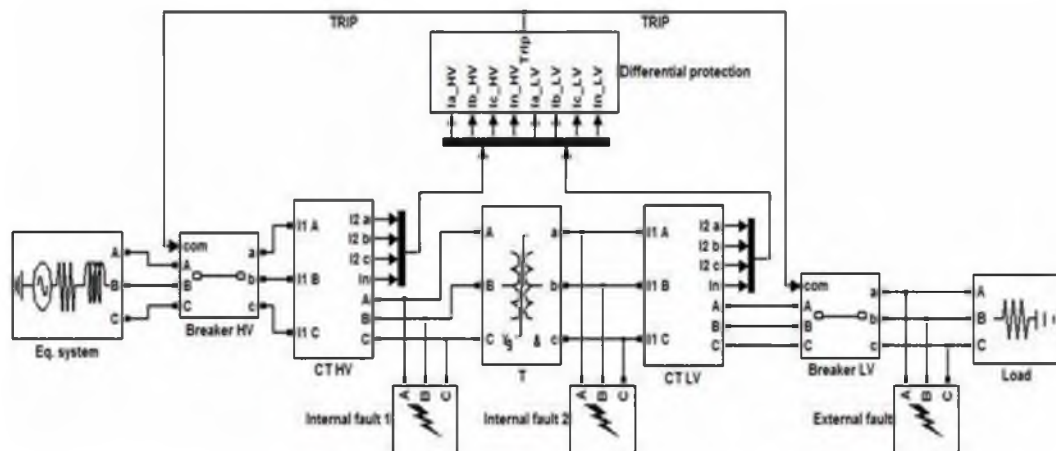 TRIP TRIP
Trip
Ia_HV Ib_HV Ic_HV In_HV Ia_LV Ib_LV Ic_LV In_LV
Differential protection
A B C
Eq. system
com
A B C
a b c
Breaker HV
I1 A
I1 B
I1 C
I2 a
I2 b
I2 c
In
A
B
C
CT HV
A B C
a b c
&
T
I1 A
I1 B
I1 C
I2 a
I2 b
I2 c
In
A
B
C
CT LV
com
A B C
a b c
Breaker LV
A B C
Load
A B C
Internal fault 1
A B C
Internal fault 2
A B C
External fault